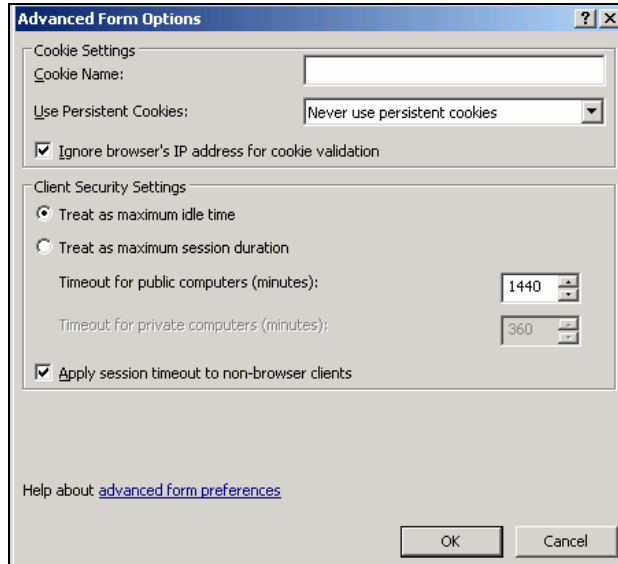 Advanced Form Options
Cookie Settings
Cookie Name:
Use Persistent Cookies: Never use persistent cookies
Ignore browser's IP address for cookie validation
Client Security Settings
Treat as maximum idle time
Treat as maximum session duration
Timeout for public computers (minutes): 1440
Timeout for private computers (minutes): 360
Apply session timeout to non-browser clients
Help about advanced form preferences
OK Cancel